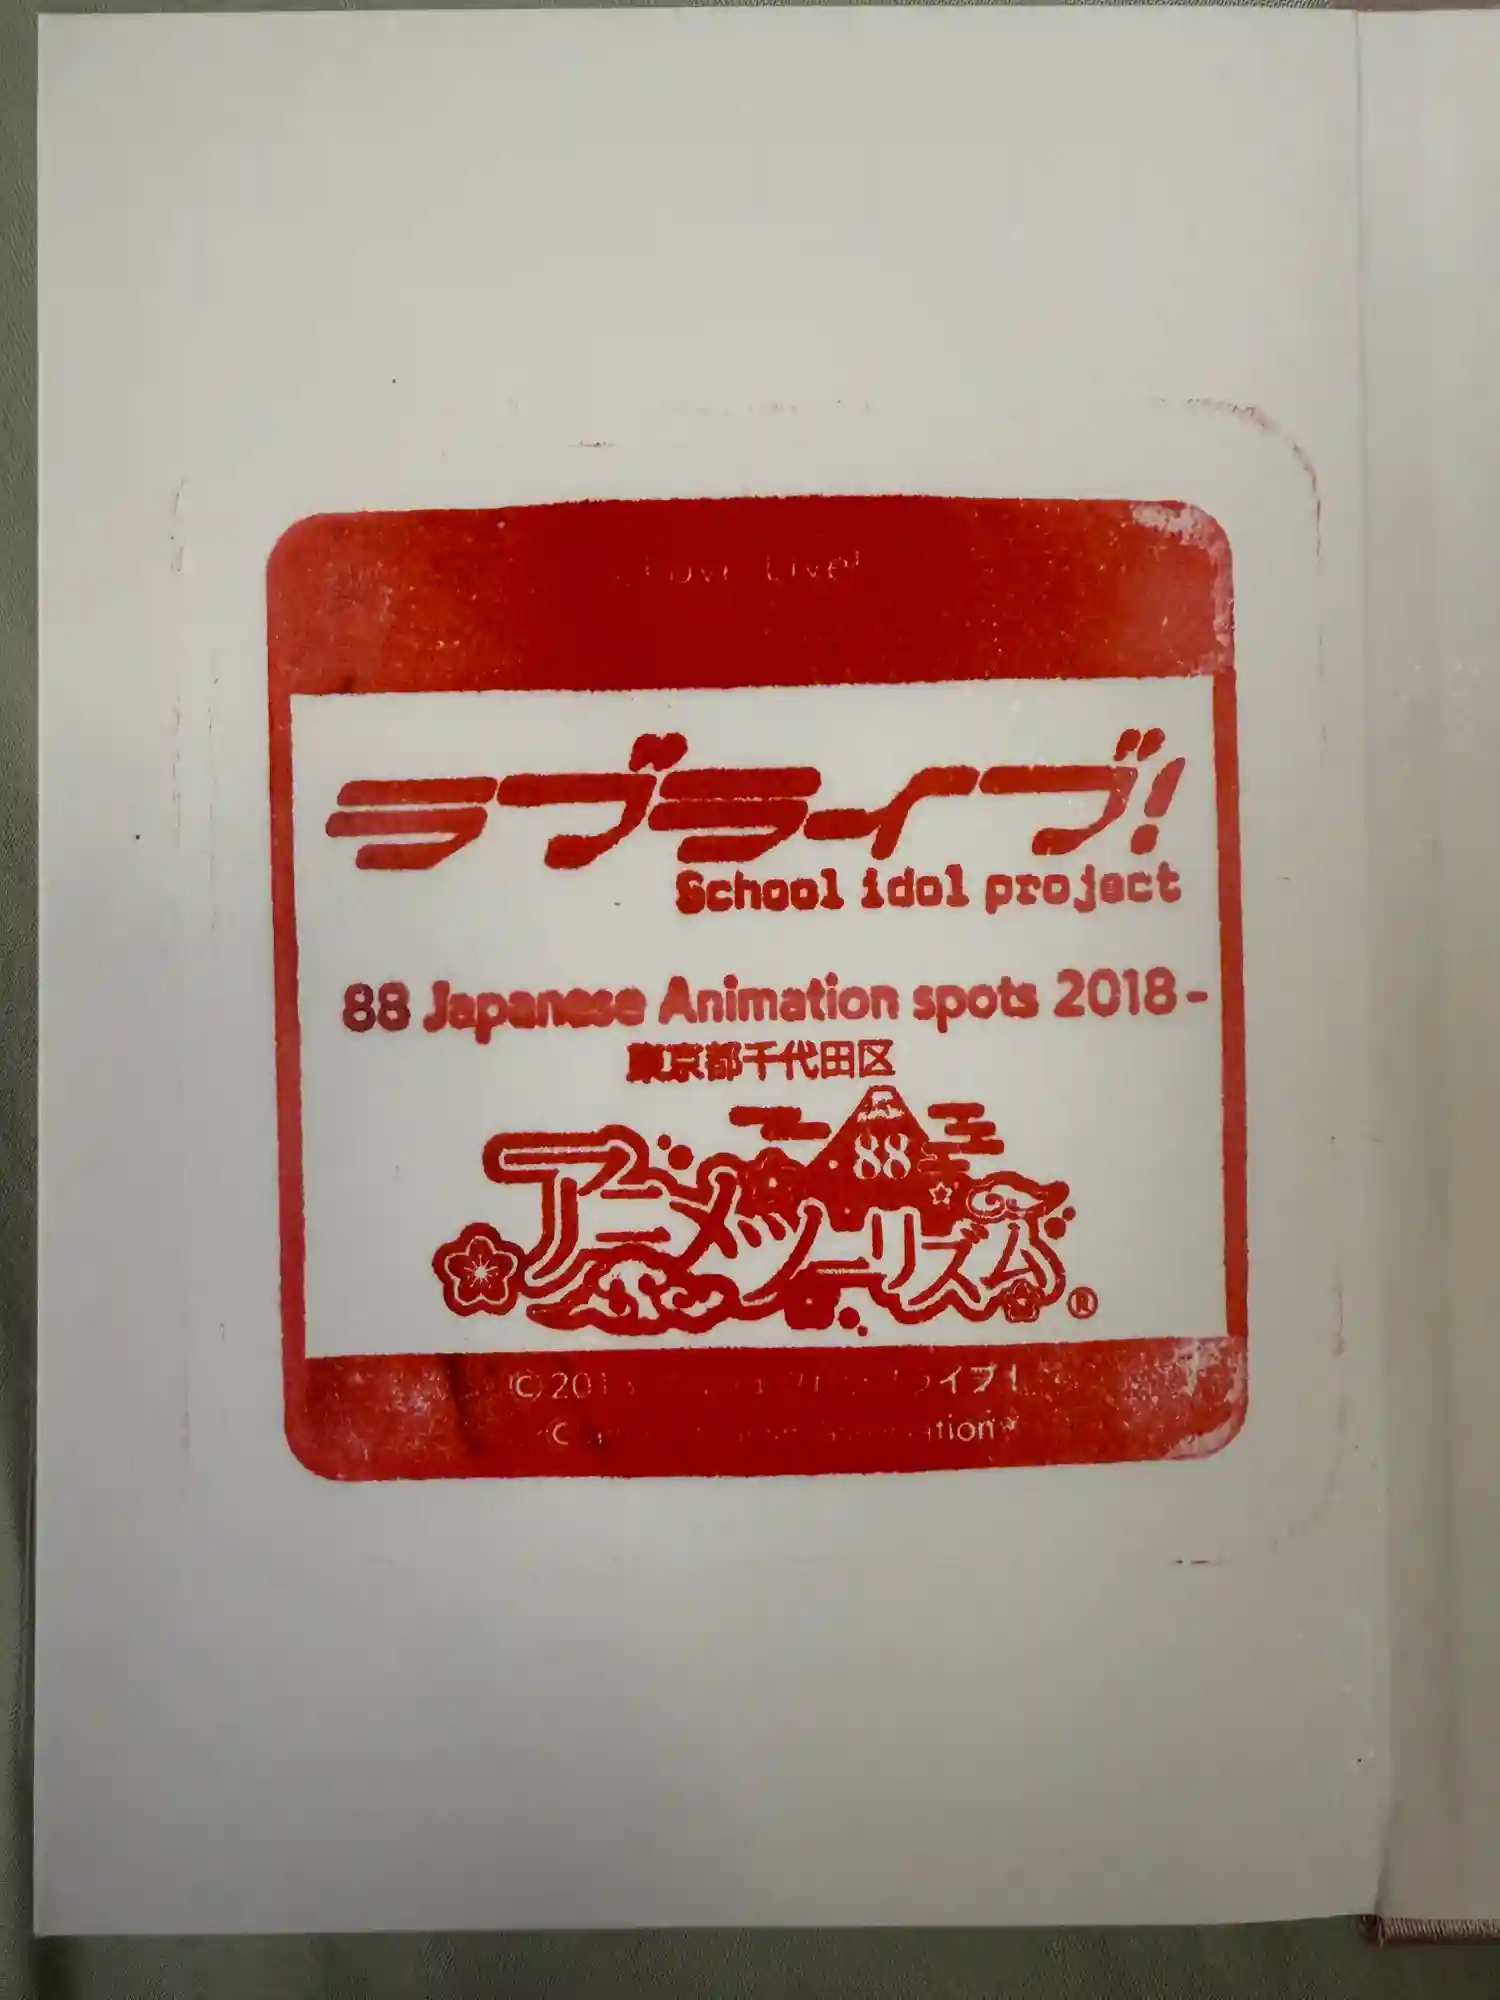 Live!
ラブライブ!
School idol project
88 Japanese Animation spots 2018-
東京都千代田区
88
アニメツーリズム®